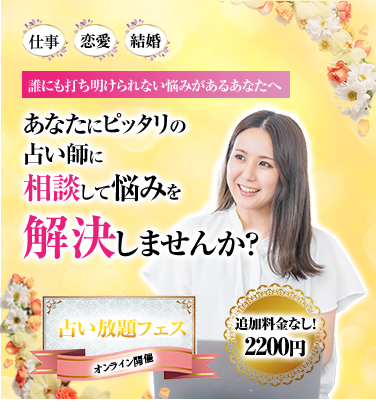 仕事 恋愛 結婚
誰にも打ち明けられない悩みがあるあなたへ
あなたにピッタリの
占い師に
相談して悩みを
解決しませんか?
占い放題フェス
オンライン開催
追加料金なし!
2200円